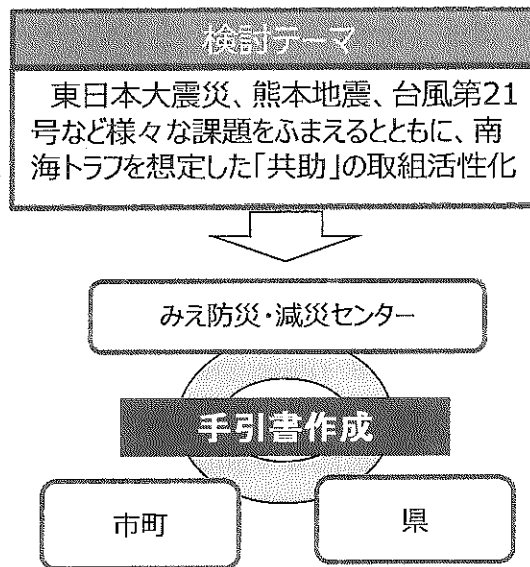 検討テーマ
東日本大震災、熊本地震、台風第21
号など様々な課題をふまえるとともに、南
海トラフを想定した「共助」の取組活性化
みえ防災・減災センター
手引書作成
市町
県